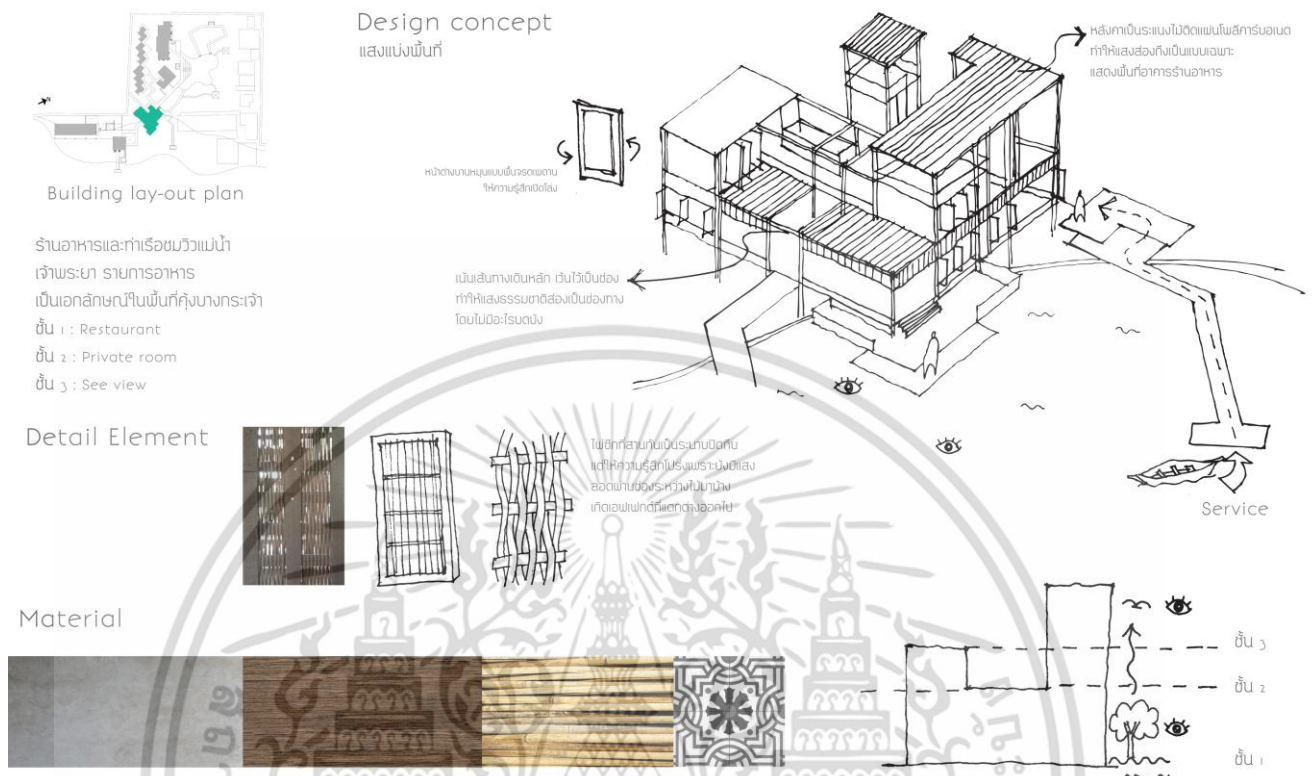 Design concept
แสงแบ่งพื้นที่
หลังคาเป็นระแนงไม้ติดแผ่นโพลีคาร์บอเนต
ทำให้แสงส่องถึงเป็นแบบเฉพาะ
แสดงพื้นที่อาคารร้านอาหาร
Building lay-out plan
หน้าต่างบานหมุนแบบพื้นจรดเพดาน
ให้ความรู้สึกเปิดโล่ง
ร้านอาหารและท่าเรือชมวิวแม่น้ำ
เจ้าพระยา รายการอาหาร
เป็นเอกลักษณ์ในพื้นที่คุ้งบางกระเจ้า
ชั้น 1 : Restaurant
ชั้น 2 : Private room
ชั้น 3 : See view
เน้นเส้นทางเดินหลัก เว้นไว้เป็นช่อง
ทำให้แสงธรรมชาติส่องเป็นช่องทาง
โดยไม่มีอะไรบดบัง
Detail Element
ไผ่ซีกที่สานกันเป็นระนาบปิดทึบ
แต่ให้ความรู้สึกโปร่งเพราะยังมีแสง
ลอดผ่านช่องระหว่างไม้มาบ้าง
เกิดเอฟเฟกต์ที่แตกต่างออกไป
Service
Material
ชั้น 3
ชั้น 2
ชั้น 1